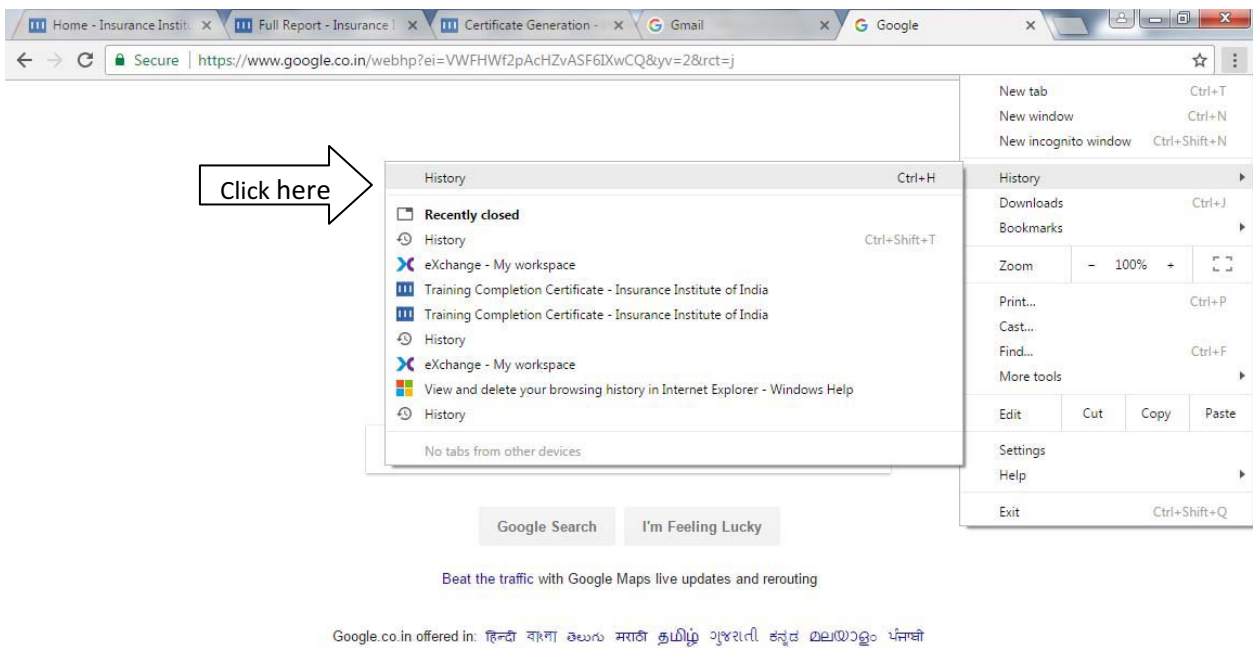 Home - Insurance Institu
Full Report - Insurance I
Certificate Generation -
Gmail
Google
Secure | https://www.google.co.in/webhp?ei=VWFHWf2pAcHZvASF6IXwCQ&yv=2&rct=j
New tab Ctrl+T
New window Ctrl+N
New incognito window Ctrl+Shift+N
History
Downloads Ctrl+J
Bookmarks
Zoom - 100% +
Print... Ctrl+P
Cast...
Find... Ctrl+F
More tools
Edit Cut Copy Paste
Settings
Help
Exit Ctrl+Shift+Q
Click here
History Ctrl+H
Recently closed
History Ctrl+Shift+T
eXchange - My workspace
Training Completion Certificate - Insurance Institute of India
Training Completion Certificate - Insurance Institute of India
History
eXchange - My workspace
View and delete your browsing history in Internet Explorer - Windows Help
History
No tabs from other devices
Google Search I'm Feeling Lucky
Beat the traffic with Google Maps live updates and rerouting
Google.co.in offered in: हिन्दी বাংলা తెలుగు मराठी தமிழ் ગુજરાતી ಕನ್ನಡ മലയാളം ਪੰਜਾਬੀ